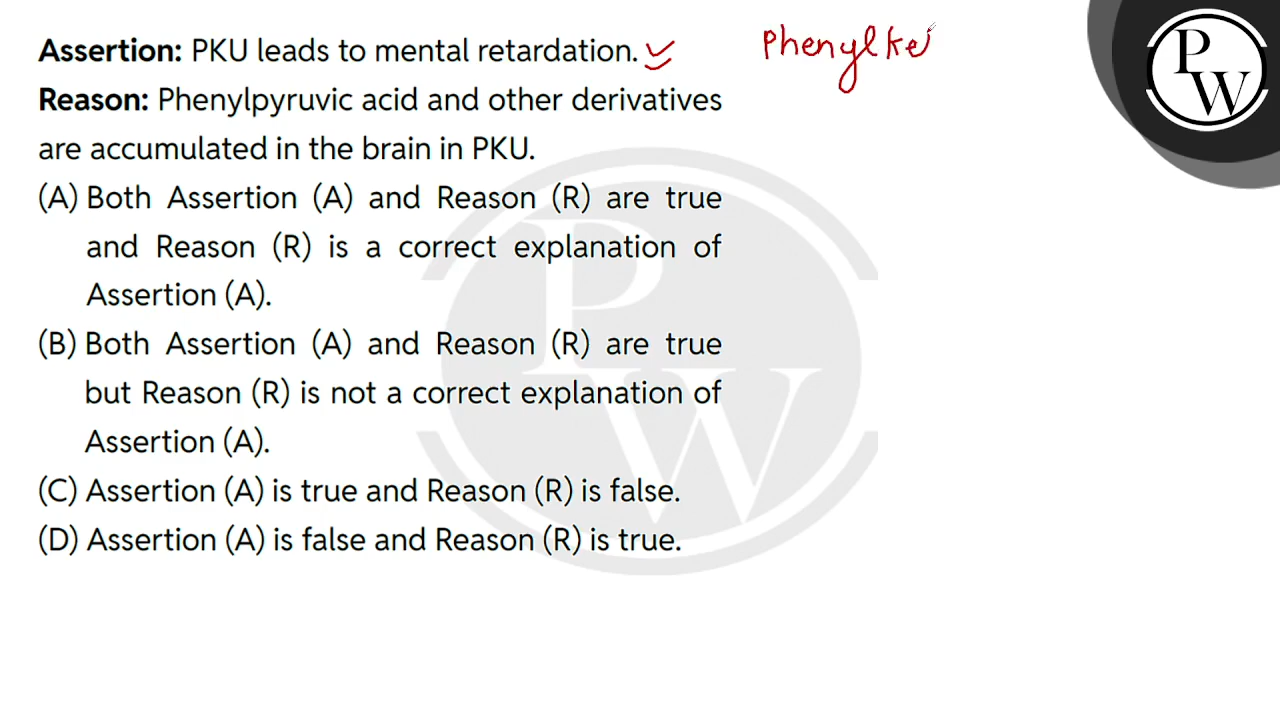 Assertion: PKU leads to mental retardation.
Phenylke
Reason: Phenylpyruvic acid and other derivatives
are accumulated in the brain in PKU.
(A) Both Assertion (A) and Reason (R) are true
and Reason (R) is a correct explanation of
Assertion (A).
(B) Both Assertion (A) and Reason (R) are true
but Reason (R) is not a correct explanation of
Assertion (A).
(C) Assertion (A) is true and Reason (R) is false.
(D) Assertion (A) is false and Reason (R) is true.
P
W
P
W